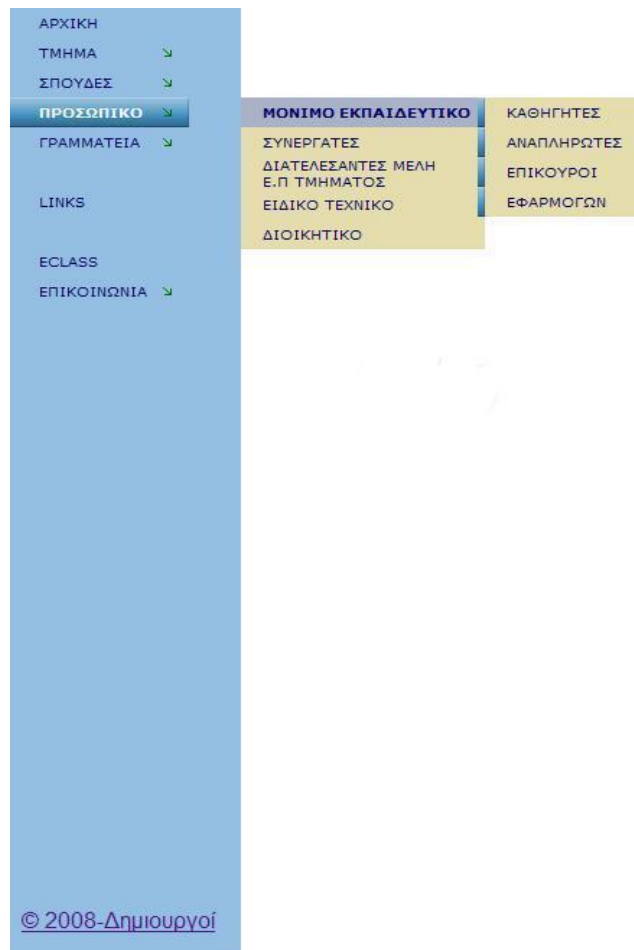 ΑΡΧΙΚΗ
ΤΜΗΜΑ
ΣΠΟΥΔΕΣ
ΠΡΟΣΩΠΙΚΟ
ΓΡΑΜΜΑΤΕΙΑ
LINKS
ECLASS
ΕΠΙΚΟΙΝΩΝΙΑ
ΜΟΝΙΜΟ ΕΚΠΑΙΔΕΥΤΙΚΟ
ΣΥΝΕΡΓΑΤΕΣ
ΔΙΑΤΕΛΕΣΑΝΤΕΣ ΜΕΛΗ
Ε.Π ΤΜΗΜΑΤΟΣ
ΕΙΔΙΚΟ ΤΕΧΝΙΚΟ
ΔΙΟΙΚΗΤΙΚΟ
ΚΑΘΗΓΗΤΕΣ
ΑΝΑΠΛΗΡΩΤΕΣ
ΕΠΙΚΟΥΡΟΙ
ΕΦΑΡΜΟΓΩΝ
© 2008-Δημιουργοί